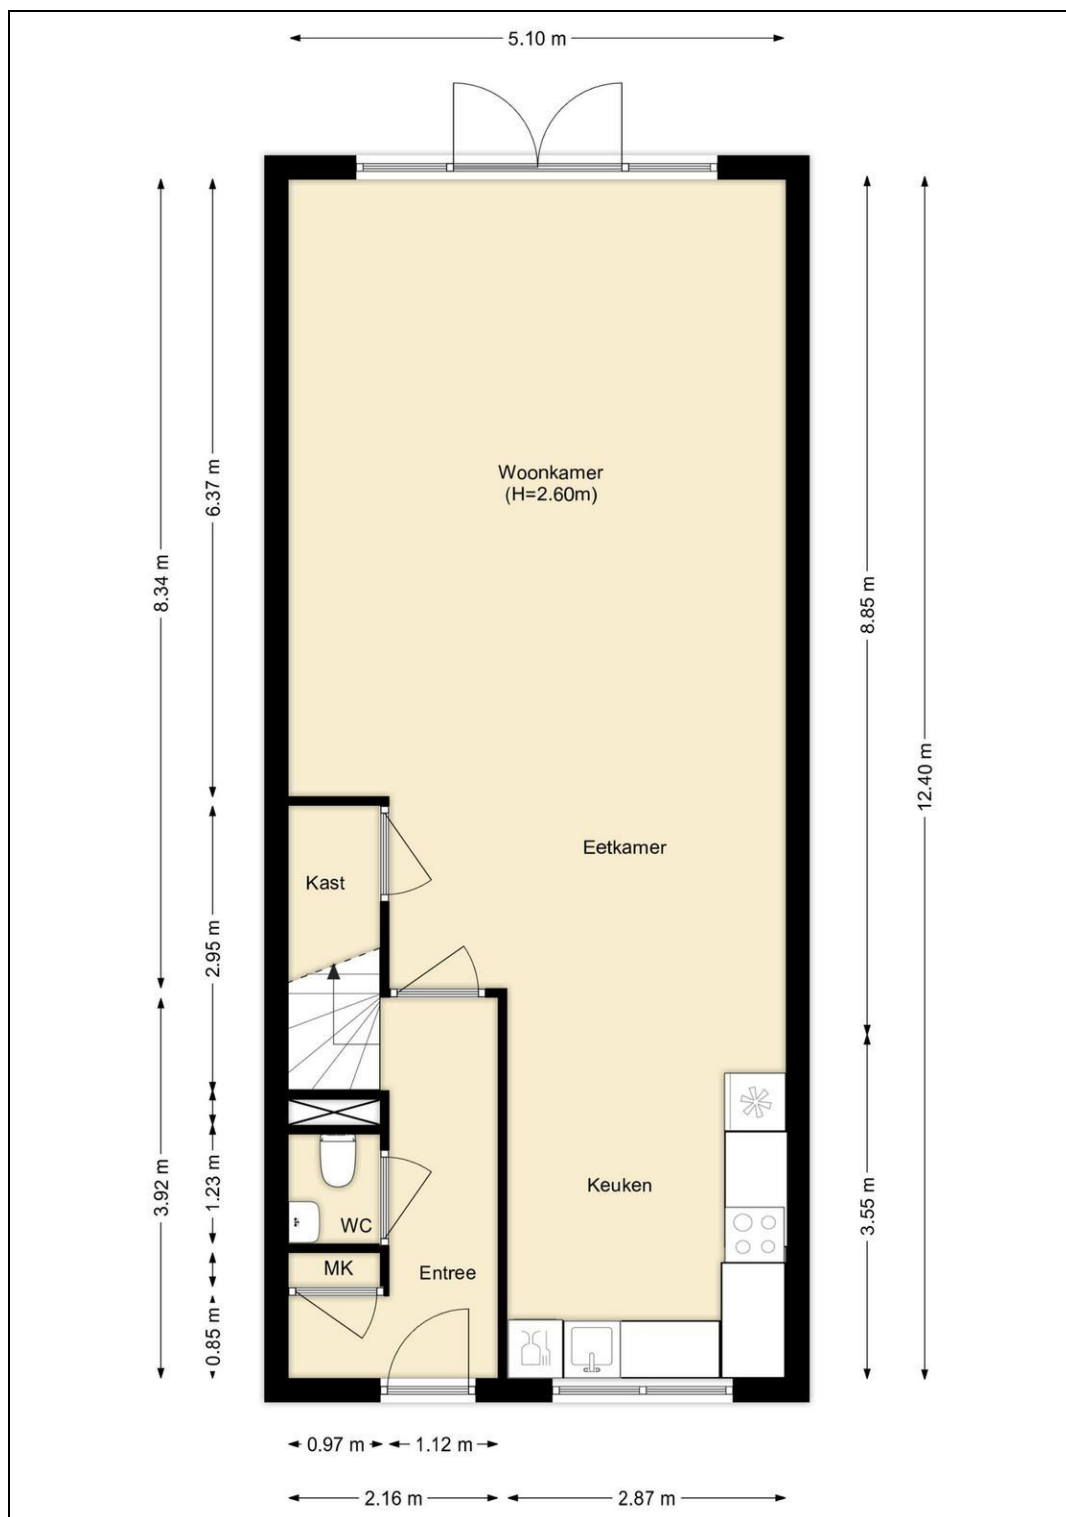 5.10 m
Woonkamer
(H=2.60m)
6.37 m
8.34 m
8.85 m
12.40 m
Eetkamer
Kast
2.95 m
Keuken
3.92 m
1.23 m
3.55 m
WC
MK
Entree
0.85 m
0.97 m
1.12 m
2.16 m
2.87 m